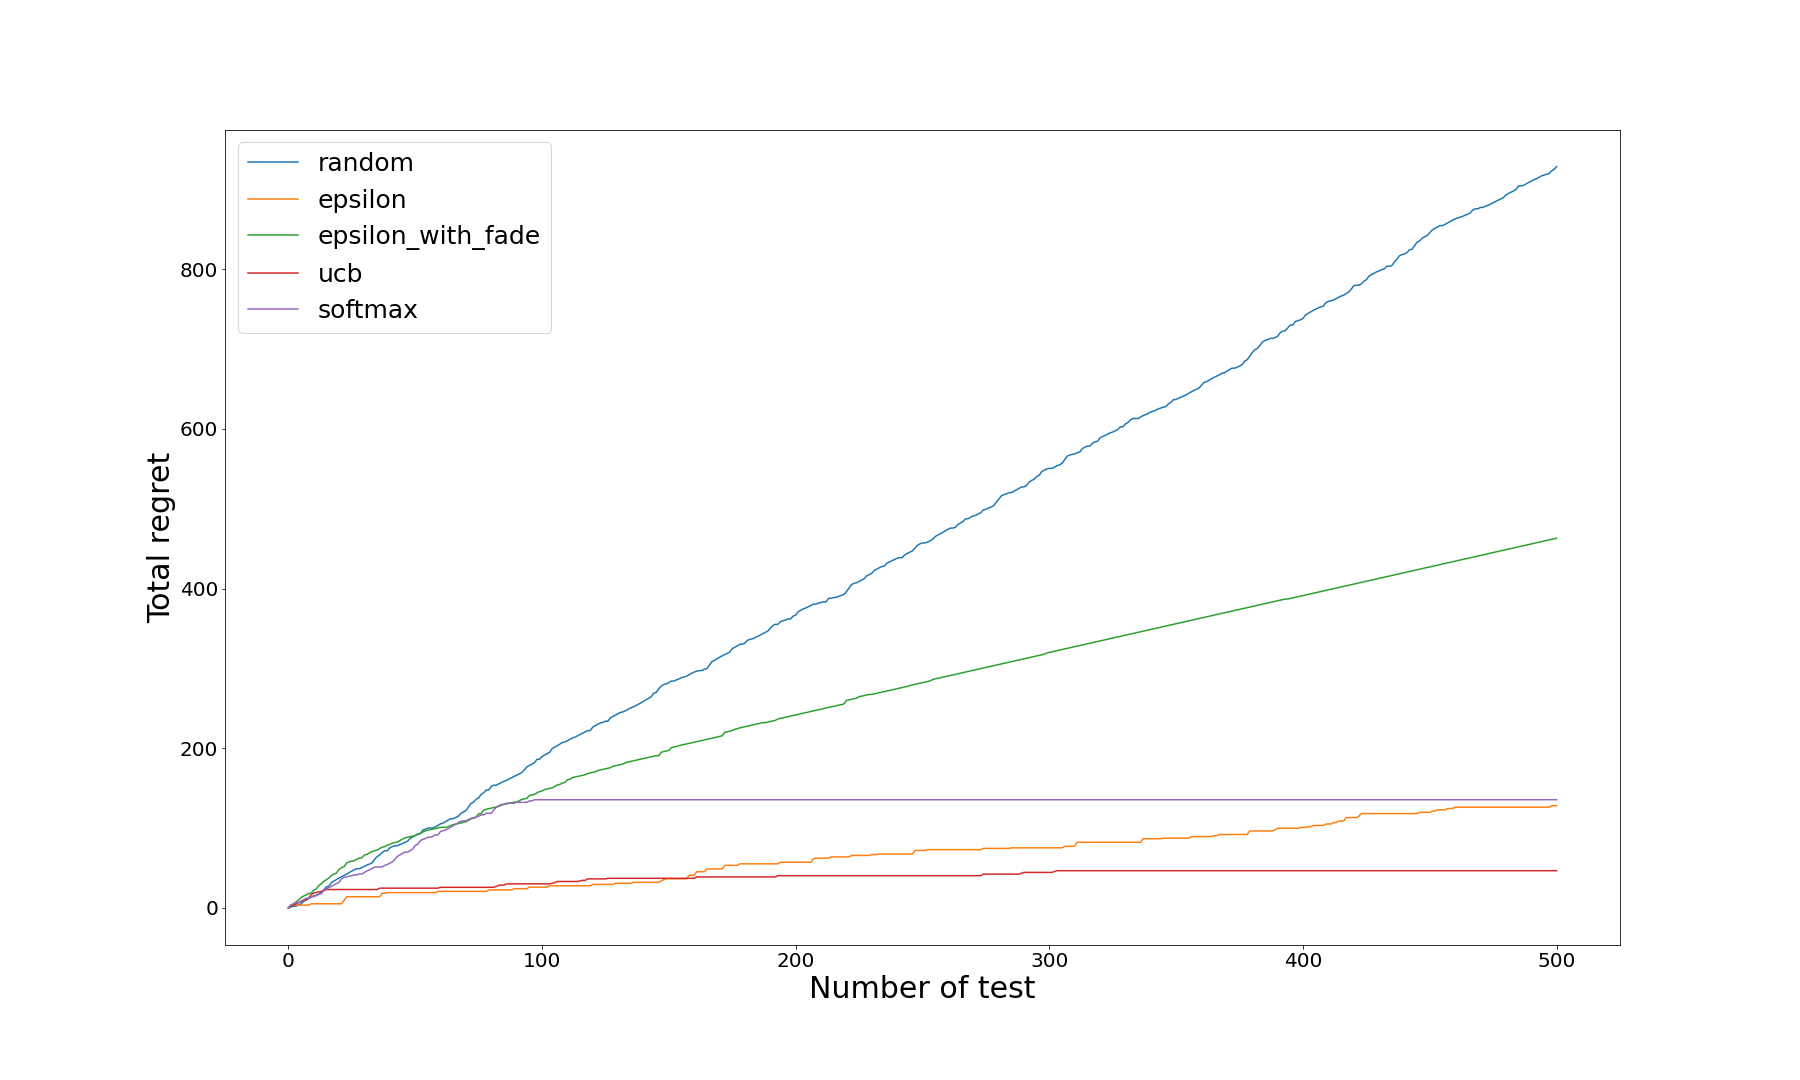 random
epsilon
epsilon_with_fade
ucb
softmax
Total regret
800
600
400
200
0
0 100 200 300 400 500
Number of test